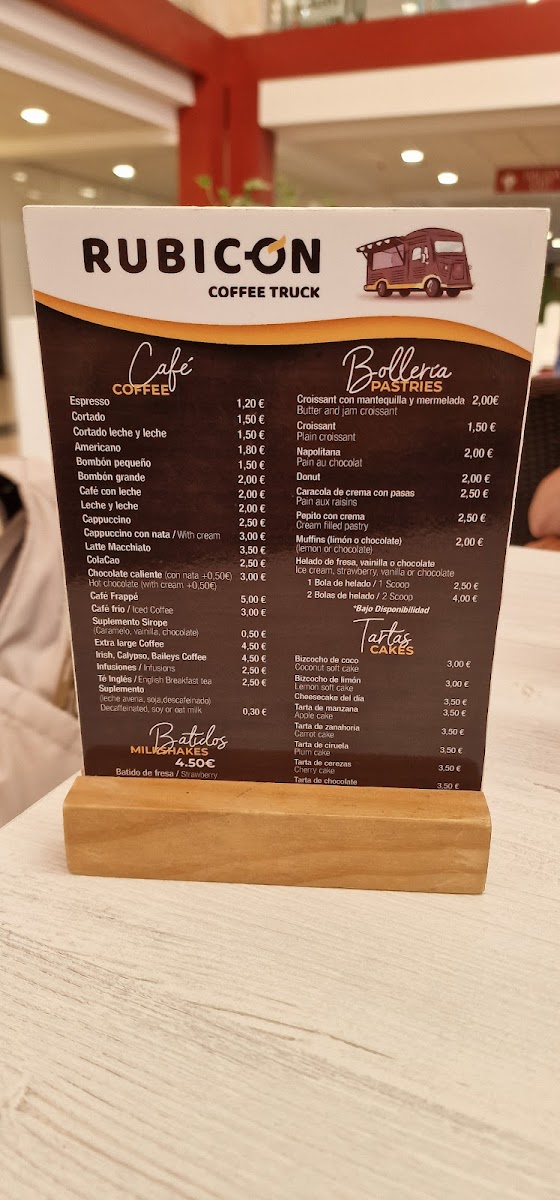 RUBICON
COFFEE TRUCK
Café
COFFEE
Espresso 1,20 €
Cortado 1,50 €
Cortado leche y leche 1,50 €
Americano 1,80 €
Bombón pequeño 1,50 €
Bombón grande 2,00 €
Café con leche 2,00 €
Leche y leche 2,00 €
Cappuccino 2,50 €
Cappuccino con nata / With cream 3,00 €
Latte Macchiato 3,50 €
ColaCao 2,50 €
Chocolate caliente (con nata +0,50€) 3,00 €
Hot chocolate (with cream +0,50€)
Café Frappé 5,00 €
Café frío / Iced Coffee 3,00 €
Suplemento Sirope
(Caramelo, vainilla, chocolate) 0,50 €
Extra large Coffee 4,50 €
Irish, Calypso, Baileys Coffee 4,50 €
Infusiones / Infusions 2,50 €
Té Inglès / English Breakfast tea 2,50 €
Suplemento
(leche avena, soja,descafeinado)
Decaffeinated, soy or oat milk 0,30 €
Batidos
MILKSHAKES
4.50€
Batido de fresa / Strawberry
Bollería
PASTRIES
Croissant con mantequilla y mermelada 2,00€
Butter and jam croissant
Croissant 1,50 €
Plain croissant
Napolitana 2,00 €
Pain au chocolat
Donut 2,00 €
Caracola de crema con pasas 2,50 €
Pain aux raisins
Pepito con crema 2,50 €
Cream filled pastry
Muffins (limón o chocolate) 2,00 €
(lemon or chocolate)
Helado de fresa, vainilla o chocolate
Ice cream, strawberry, vanilla or chocolate
1 Bola de helado / 1 Scoop 2,50 €
2 Bolas de helado / 2 Scoop 4,00 €
*Bajo Disponibilidad
Tartas
CAKES
Bizcocho de coco 3,00 €
Coconut soft cake
Bizcocho de limón 3,00 €
Lemon soft cake
Cheesecake del día 3,50 €
Tarta de manzana 3,50 €
Apple cake
Tarta de zanahoria 3,50 €
Carrot cake
Tarta de ciruela 3,50 €
Plum cake
Tarta de cerezas 3,50 €
Cherry cake
Tarta de chocolate 3,50 €